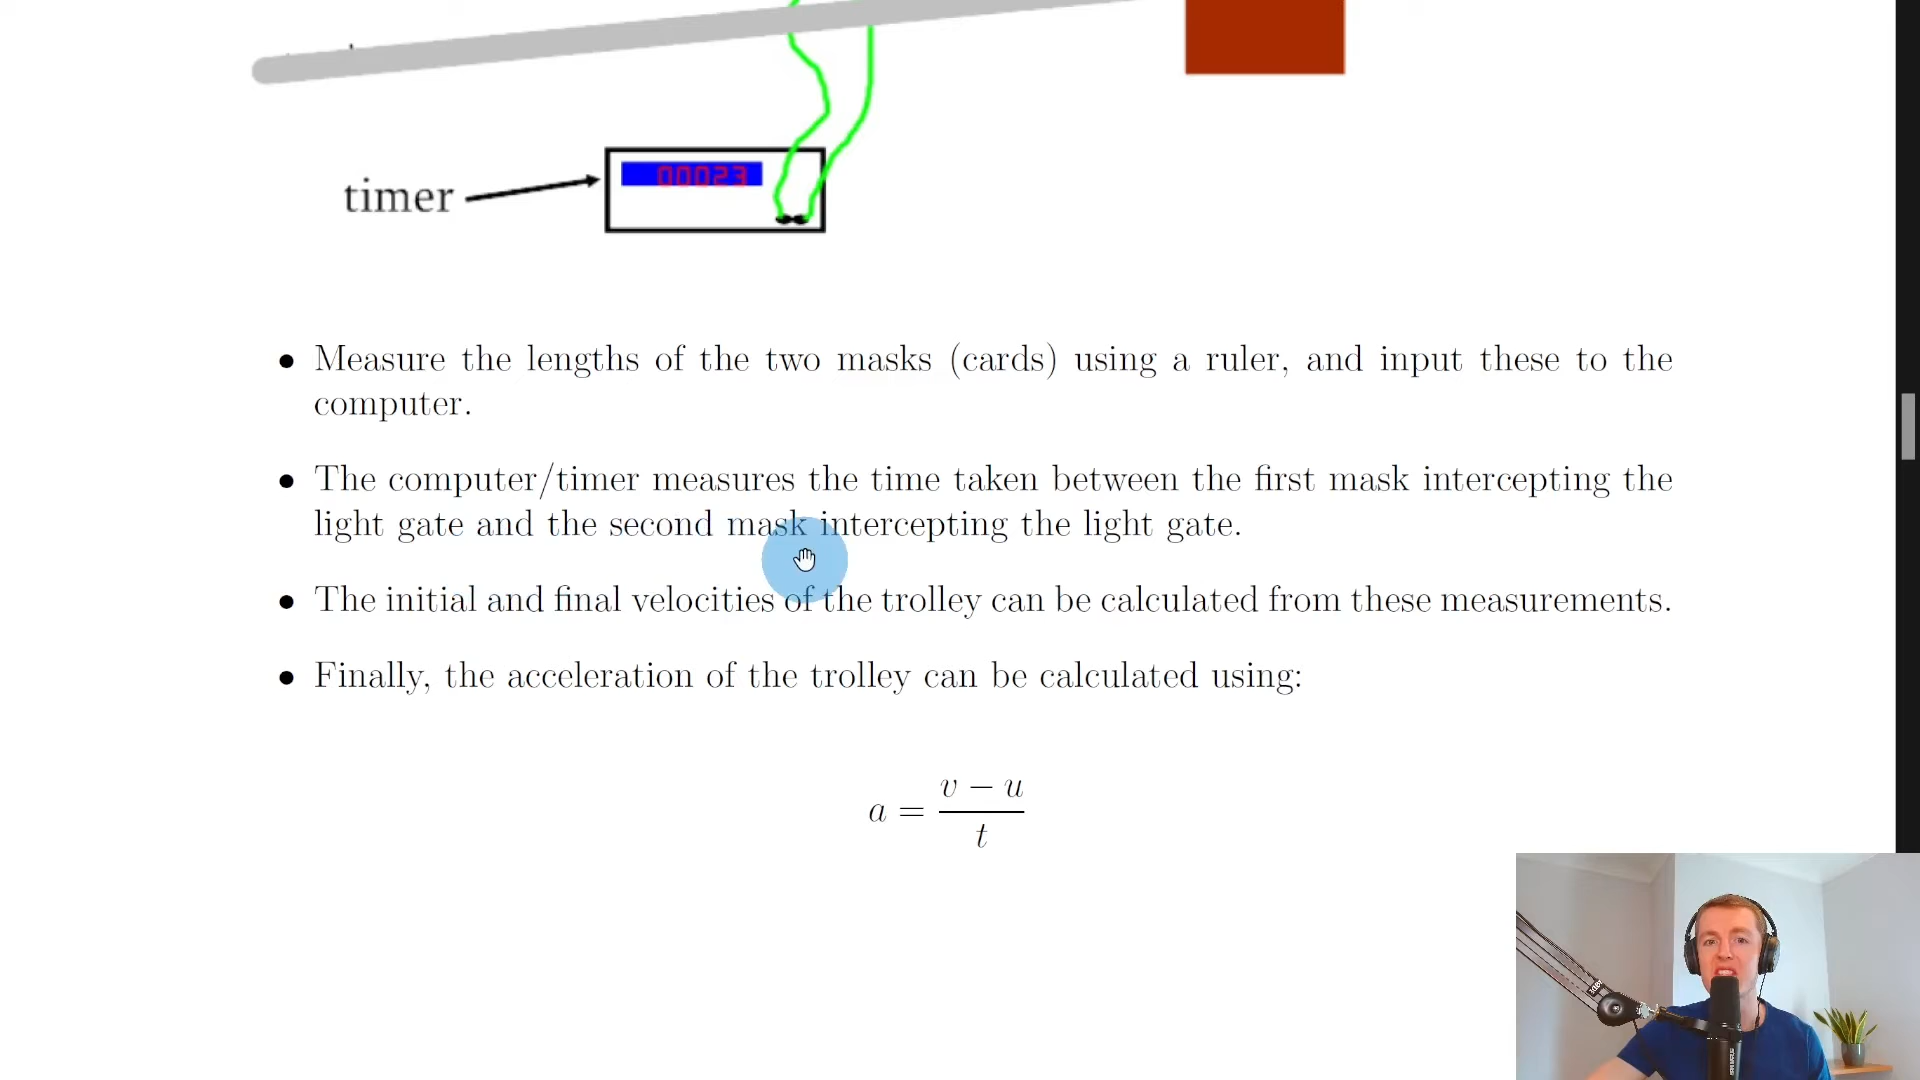 00023
timer
• Measure the lengths of the two masks (cards) using a ruler, and input these to the
computer.
• The computer/timer measures the time taken between the first mask intercepting the
light gate and the second mask intercepting the light gate.
• The initial and final velocities of the trolley can be calculated from these measurements.
• Finally, the acceleration of the trolley can be calculated using:
a = (v − u)/t